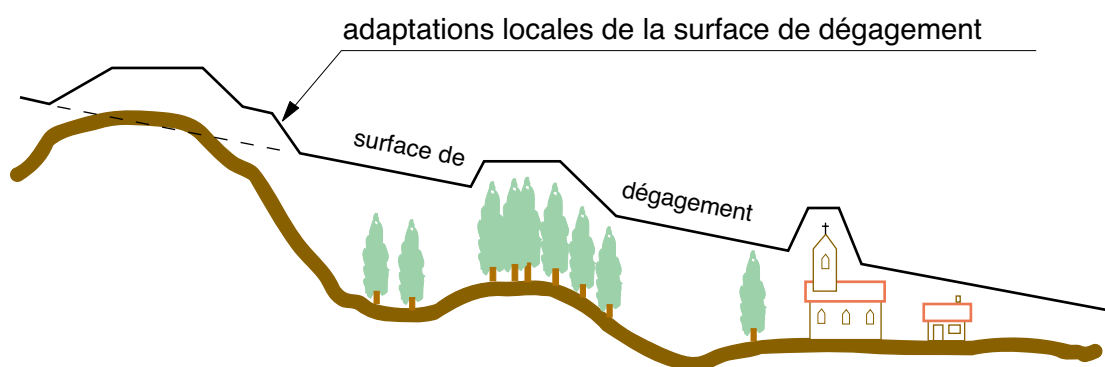 adaptations locales de la surface de dégagement
surface de
dégagement